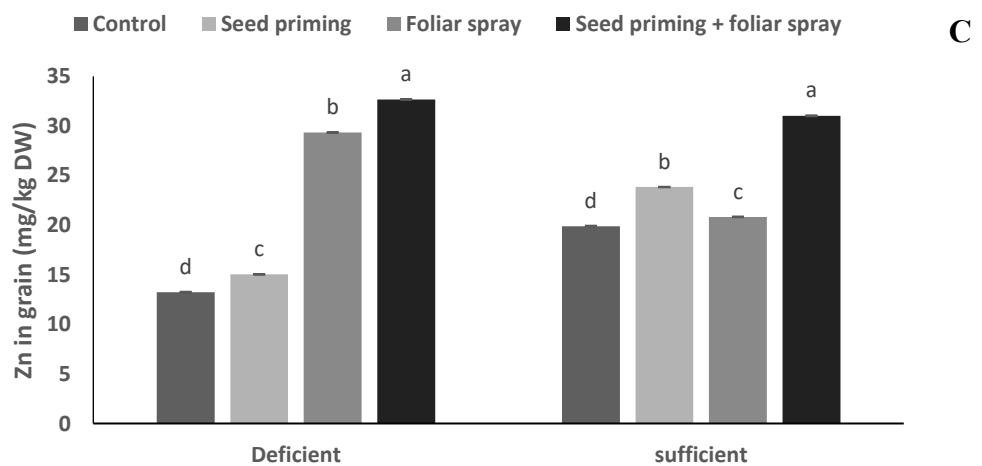 Control Seed priming Foliar spray Seed priming + foliar spray
C
Zn in grain (mg/kg DW)
35
30
25
20
15
10
5
0
d c b a
d b c a
Deficient sufficient